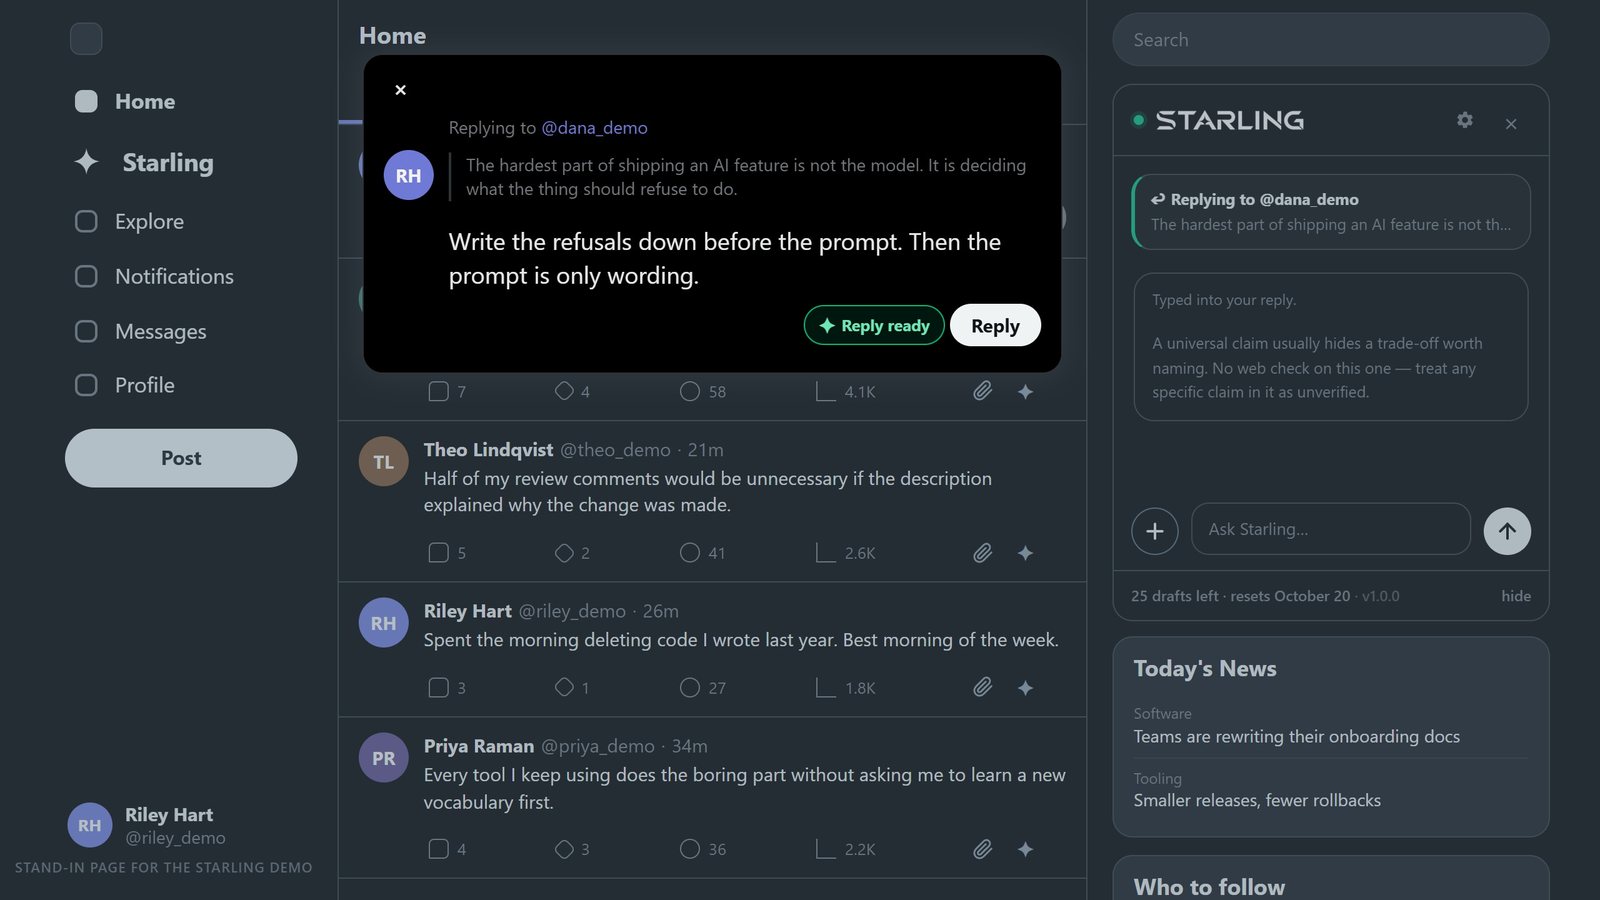 Home
Starling
Explore
Notifications
Messages
Profile
Post
RH
Riley Hart
@riley_demo
STAND-IN PAGE FOR THE STARLING DEMO
Home
×
Replying to @dana_demo
RH
The hardest part of shipping an AI feature is not the model. It is deciding
what the thing should refuse to do.
Write the refusals down before the prompt. Then the
prompt is only wording.
Reply ready
Reply
7 4 58 4.1K
TL
Theo Lindqvist @theo_demo · 21m
Half of my review comments would be unnecessary if the description
explained why the change was made.
5 2 41 2.6K
RH
Riley Hart @riley_demo · 26m
Spent the morning deleting code I wrote last year. Best morning of the week.
3 1 27 1.8K
PR
Priya Raman @priya_demo · 34m
Every tool I keep using does the boring part without asking me to learn a new
vocabulary first.
4 3 36 2.2K
Search
STARLING
×
Replying to @dana_demo
The hardest part of shipping an AI feature is not th...
Typed into your reply.
A universal claim usually hides a trade-off worth
naming. No web check on this one — treat any
specific claim in it as unverified.
Ask Starling...
25 drafts left · resets October 20 · v1.0.0
hide
Today's News
Software
Teams are rewriting their onboarding docs
Tooling
Smaller releases, fewer rollbacks
Who to follow